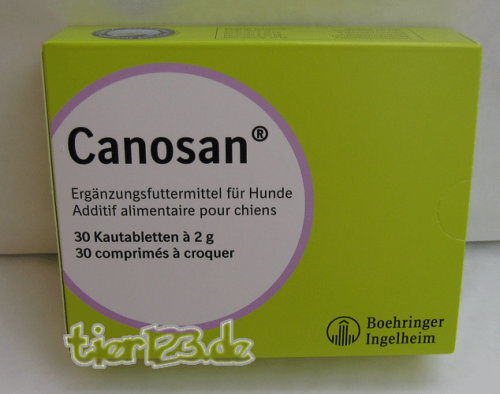 Canosan®
Ergänzungsfuttermittel für Hunde
Additif alimentaire pour chiens
30 Kautabletten à 2 g
30 comprimés à croquer
Boehringer
Ingelheim
tier123.de